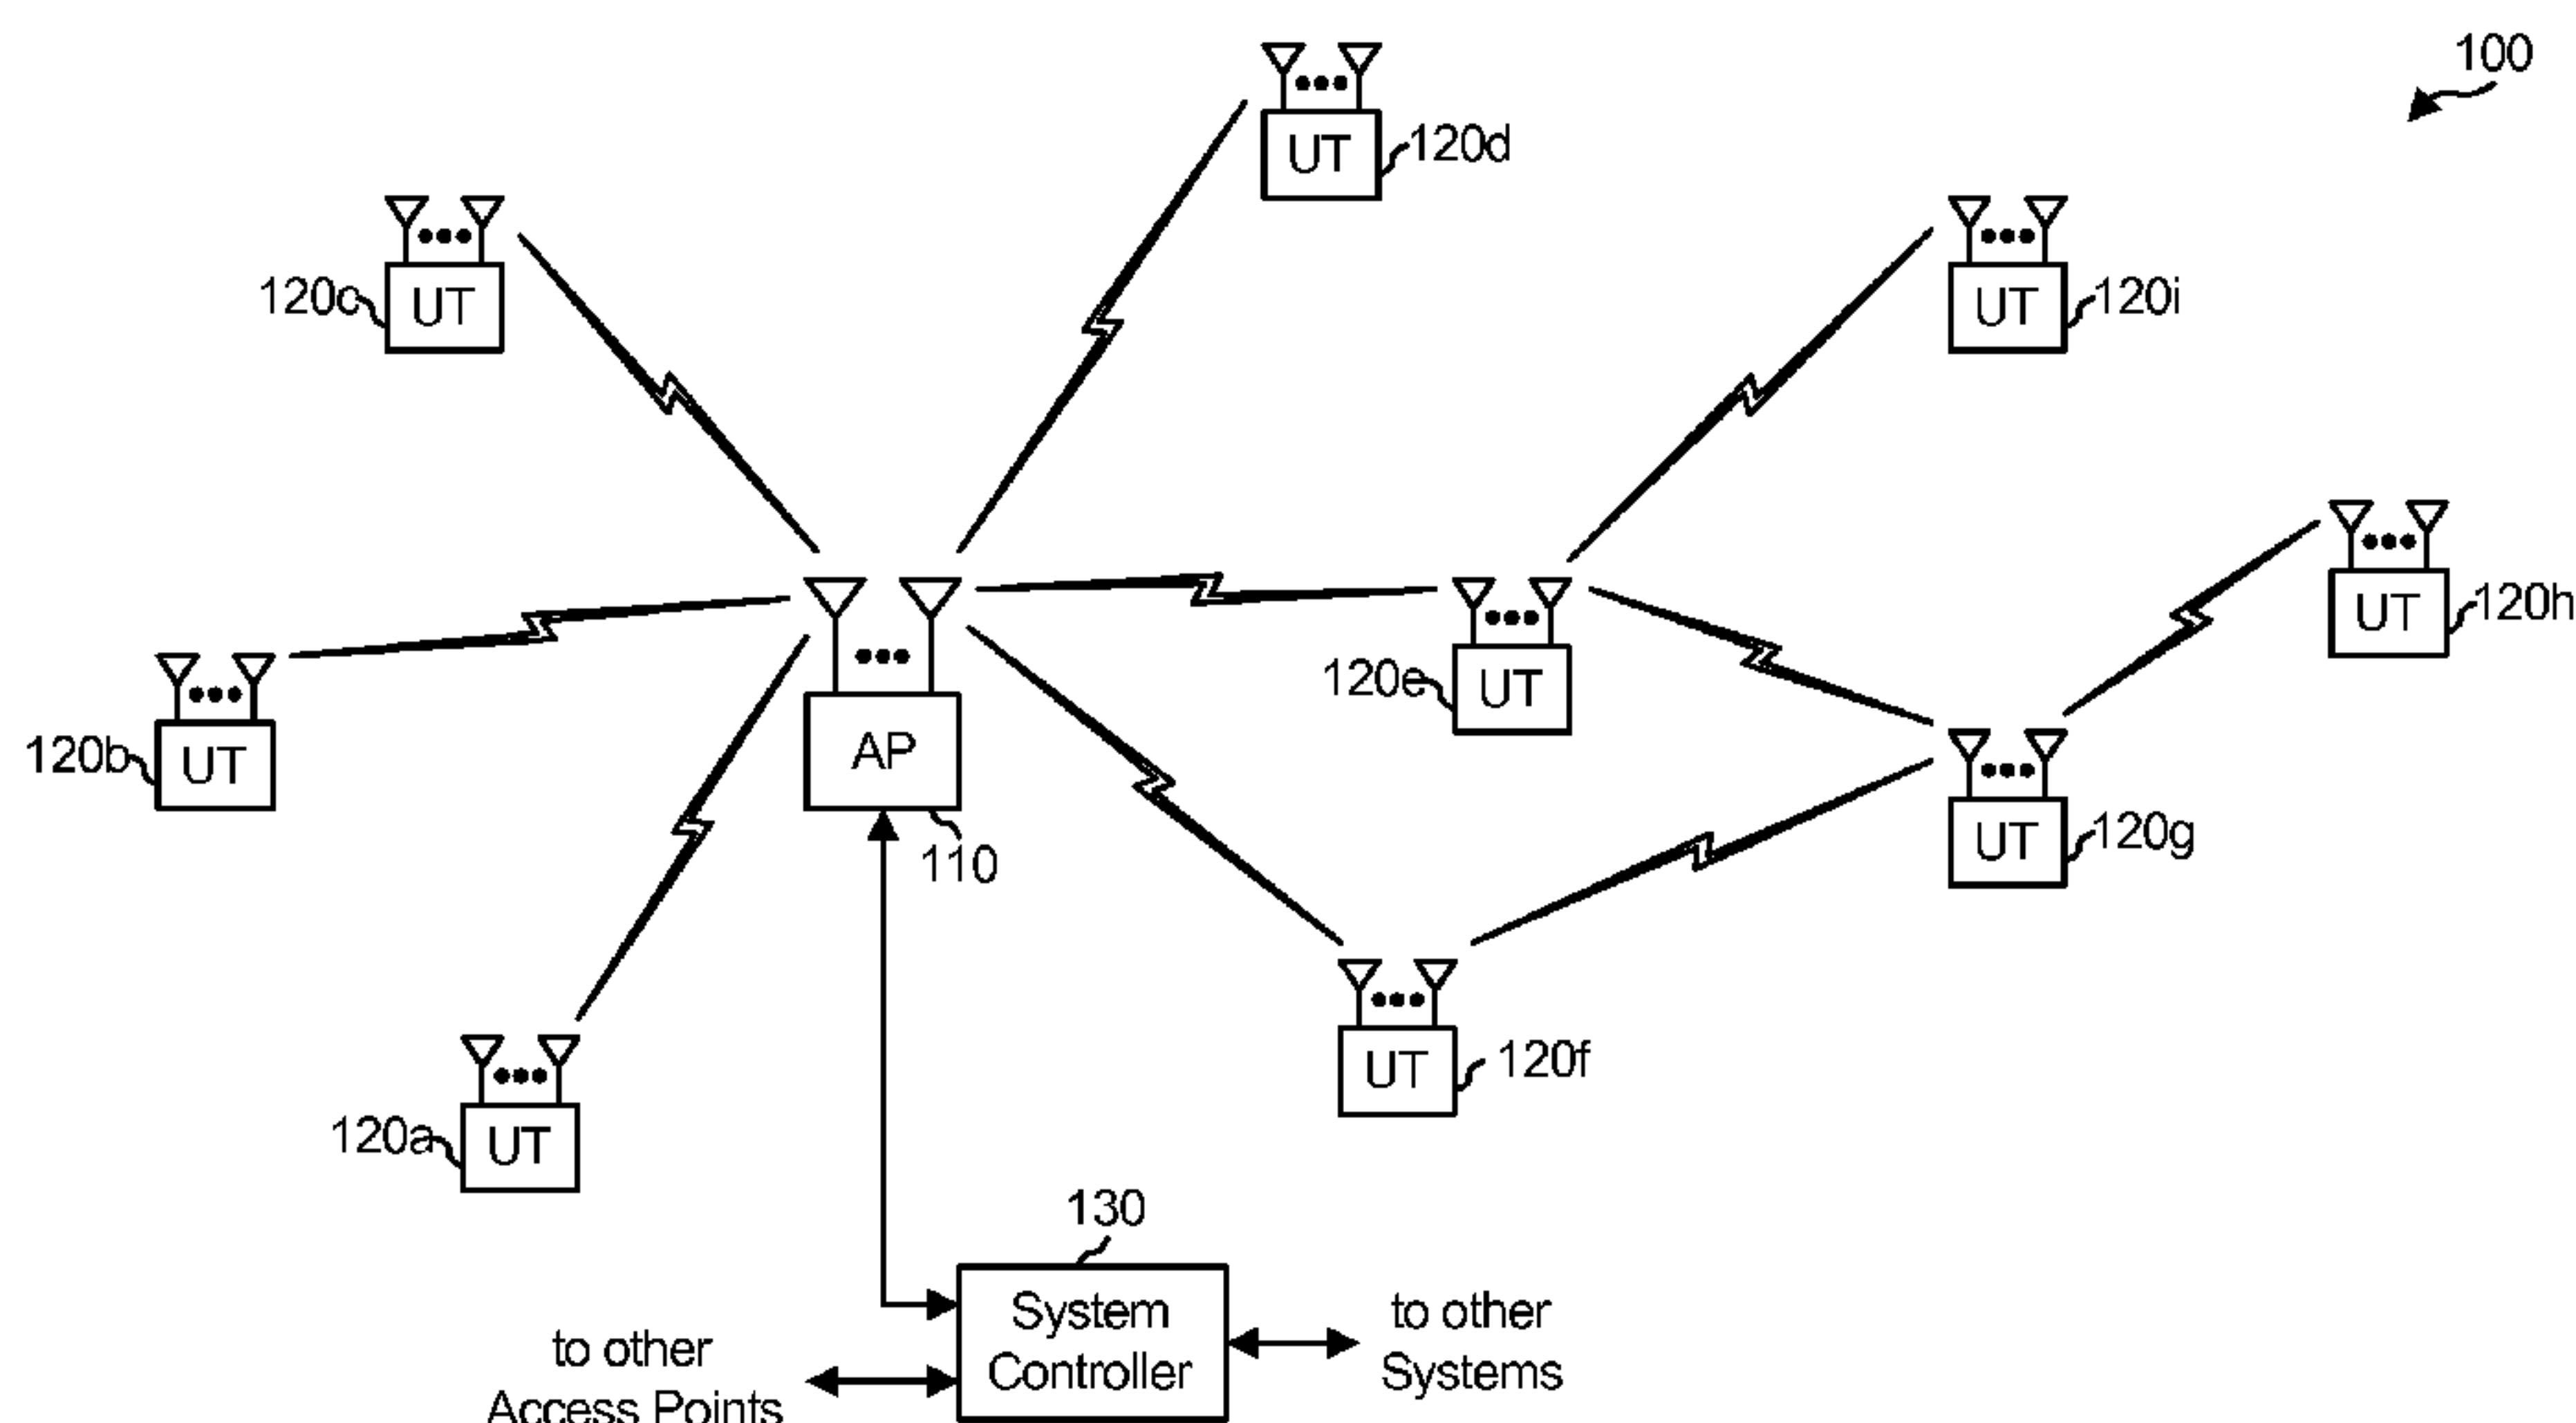 100
UT
120d
120c
UT
UT
120i
UT
120h
120e
UT
120b
UT
AP
110
UT
120g
UT
120f
120a
UT
130
System
Controller
to other
Systems
to other
Access Points